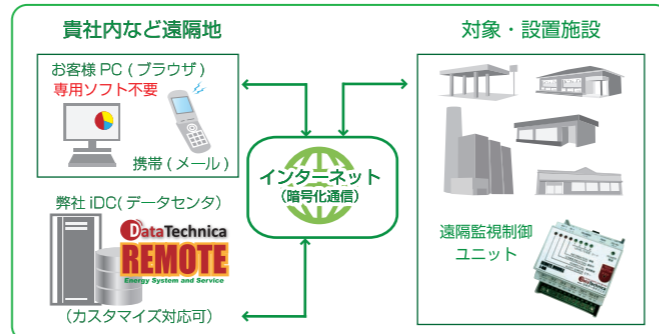 貴社内など遠隔地
お客様 PC ( ブラウザ )
専用ソフト不要
携帯 ( メール )
弊社 iDC( データセンタ )
DataTechnica
REMOTE
Energy System and Service
(カスタマイズ対応可)
インターネット
(暗号化通信)
対象・設置施設
遠隔監視制御
ユニット